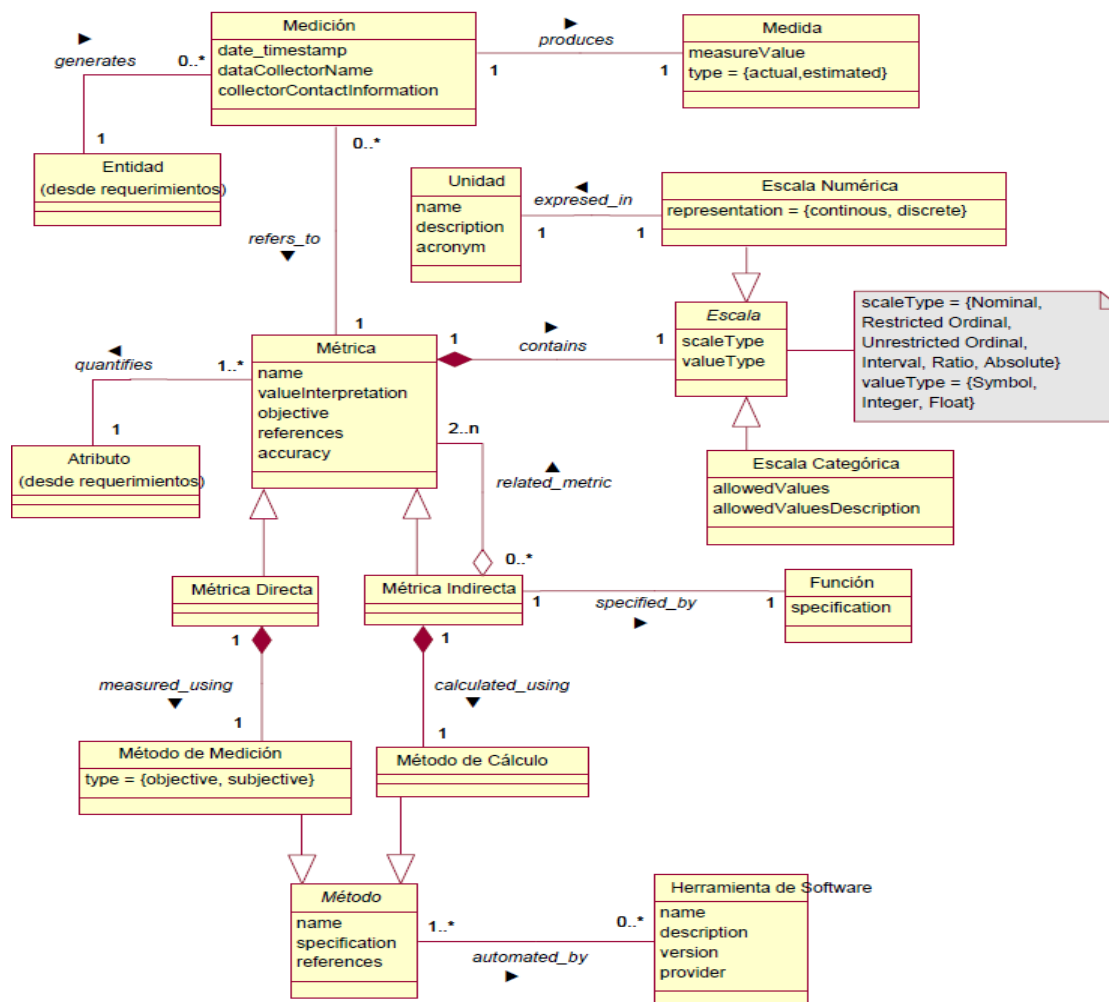 Medición
date_timestamp
dataCollectorName
collectorContactInformation
▶
produces
1
1
Medida
measureValue
type = {actual,estimated}
▶
generates
0..*
1
Entidad
(desde requerimientos)
0..*
refers_to
▼
1
Unidad
name
description
acronym
◀
expresed_in
1
1
Escala Numérica
representation = {continous, discrete}
Escala
scaleType
valueType
scaleType = {Nominal,
Restricted Ordinal,
Unrestricted Ordinal,
Interval, Ratio, Absolute}
valueType = {Symbol,
Integer, Float}
Métrica
name
valueInterpretation
objective
references
accuracy
1
▶
contains
1
◀
quantifies
1..*
1
Atributo
(desde requerimientos)
2..n
▲
related_metric
0..*
Escala Categórica
allowedValues
allowedValuesDescription
Métrica Directa
Métrica Indirecta
1
specified_by
▶
1
Función
specification
1
measured_using
▼
1
1
calculated_using
▼
1
Método de Medición
type = {objective, subjective}
Método de Cálculo
Método
name
specification
references
1..*
0..*
automated_by
▶
Herramienta de Software
name
description
version
provider